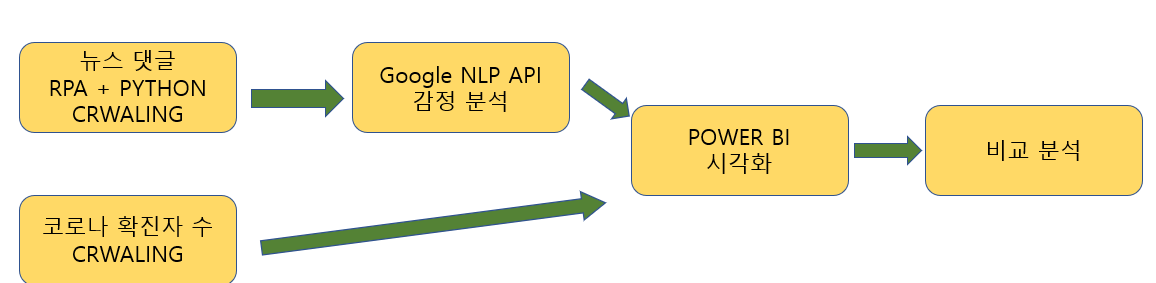 뉴스 댓글
RPA + PYTHON
CRWALING
Google NLP API
감정 분석
POWER BI
시각화
비교 분석
코로나 확진자 수
CRWALING